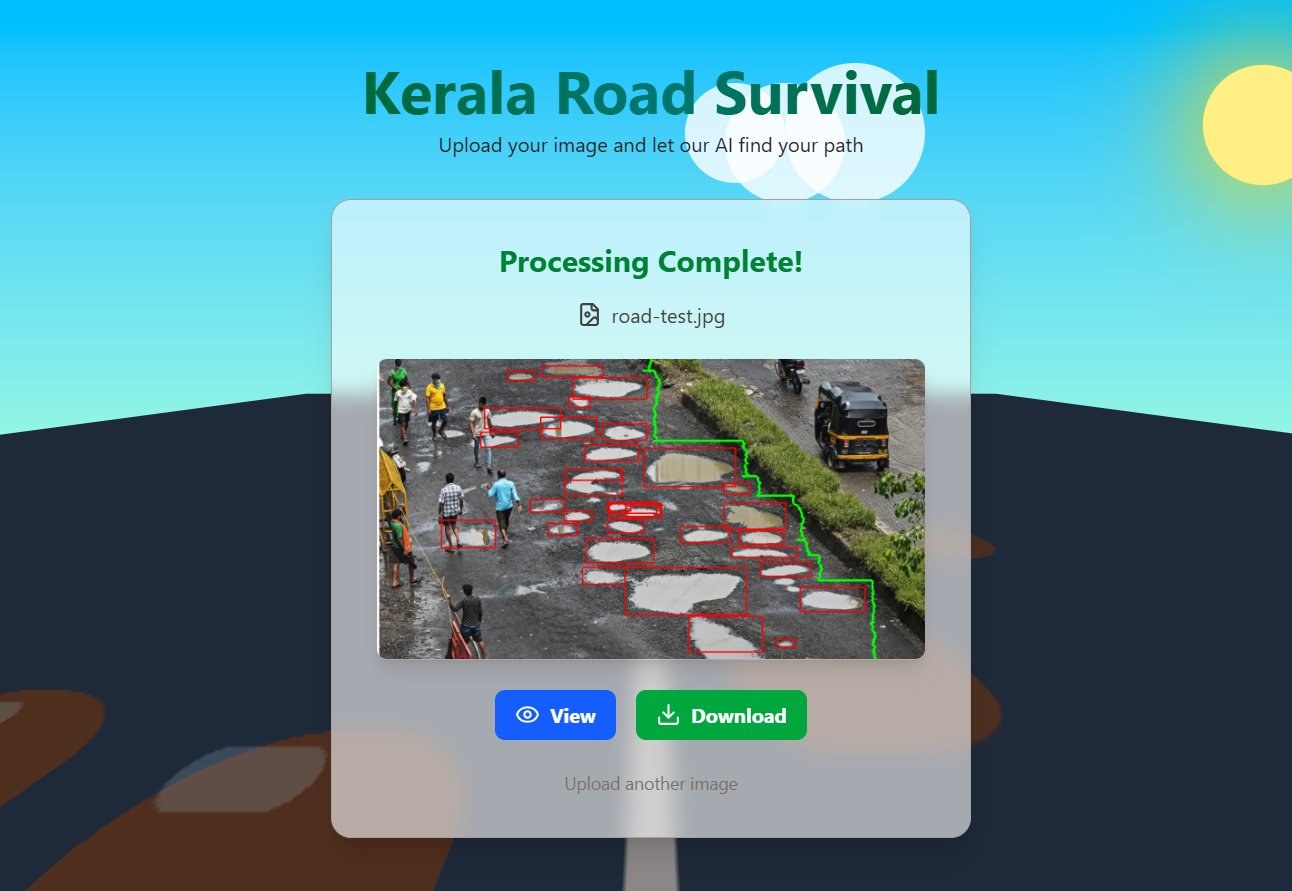 Kerala Road Survival
Upload your image and let our AI find your path
Processing Complete!
road-test.jpg
View
Download
Upload another image